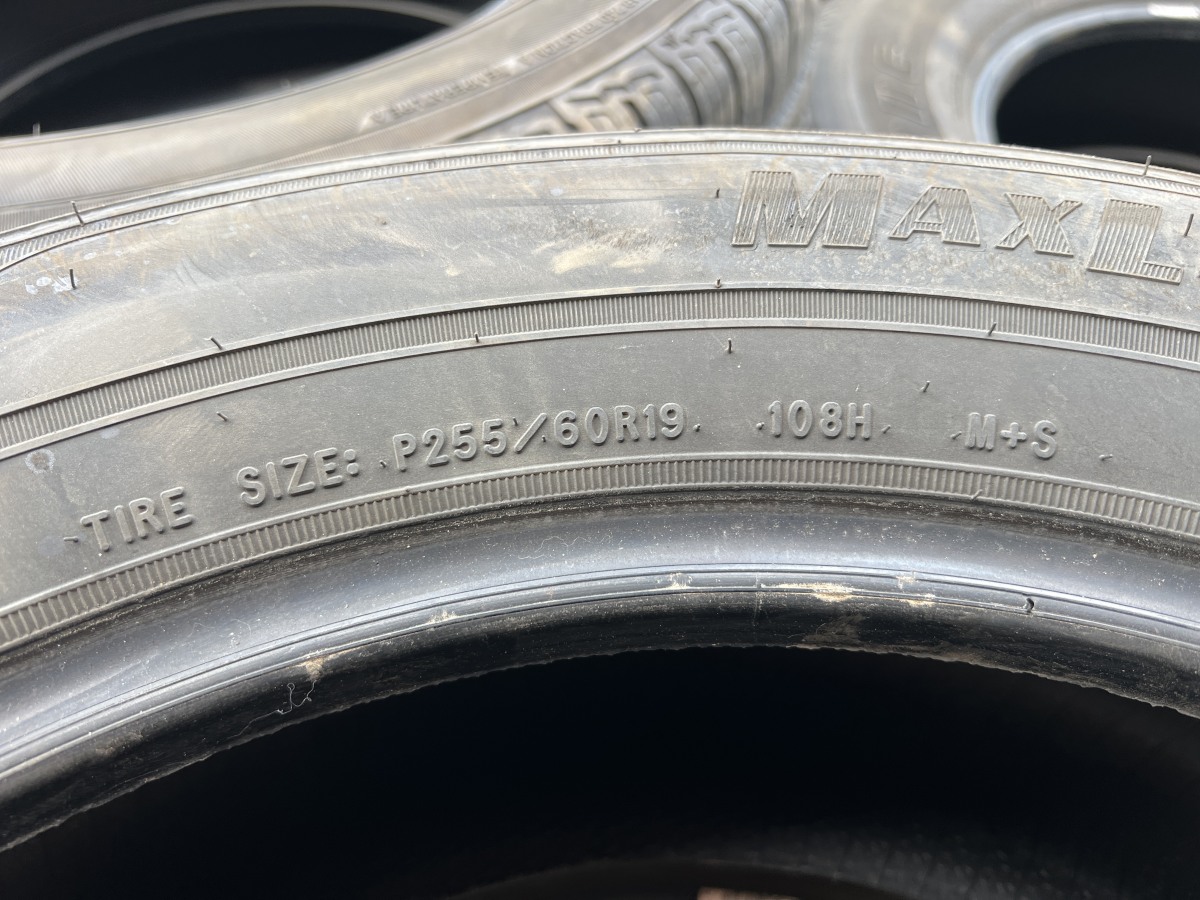 MAXL
TIRE SIZE: P255/60R19 108H M+S